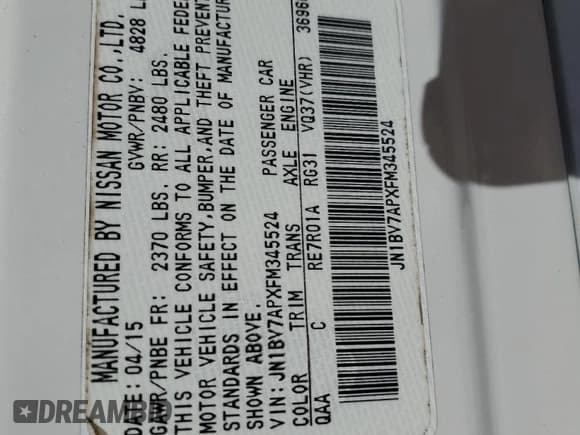 MANUFACTURED BY NISSAN MOTOR CO.,LTD.
DATE: 04/15 GVWR/PNBV: 4828 L
GAWR/PNBE FR: 2370 LBS. RR: 2480 LBS.
THIS VEHICLE CONFORMS TO ALL APPLICABLE FEDE
MOTOR VEHICLE SAFETY,BUMPER,AND THEFT PREVENT
STANDARDS IN EFFECT ON THE DATE OF MANUFACTUR
SHOWN ABOVE.
VIN:JN1BV7APXFM345524 PASSENGER CAR
COLOR TRIM TRANS AXLE ENGINE
QAA C RE7R01A RG31 VQ37(VHR) 3696
JN1BV7APXFM345524
DREAMBID